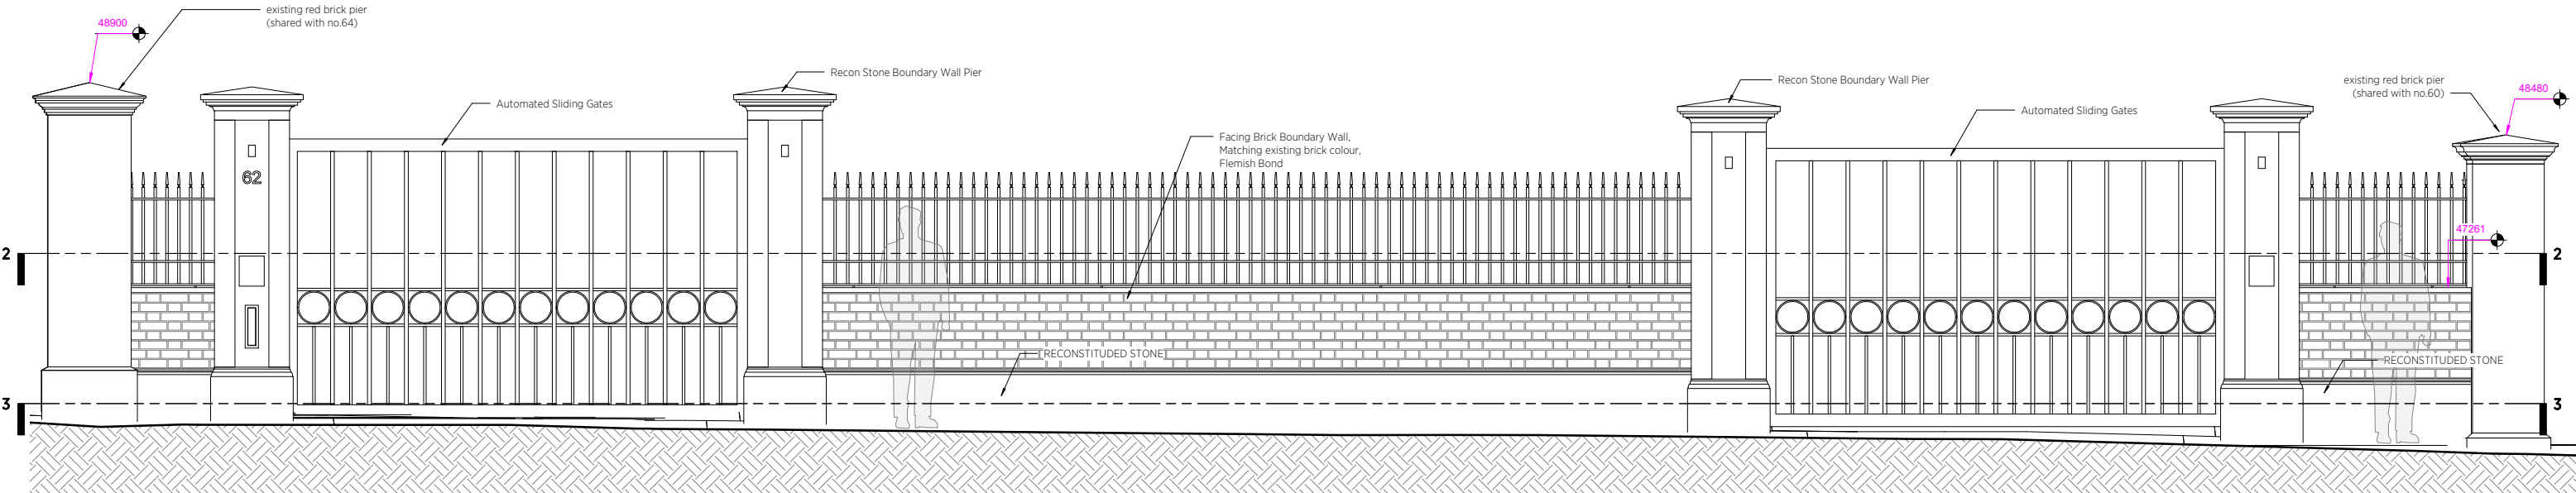 existing red brick pier
(shared with no.64)
48900
Recon Stone Boundary Wall Pier
Automated Sliding Gates
Facing Brick Boundary Wall,
Matching existing brick colour,
Flemish Bond
Recon Stone Boundary Wall Pier
Automated Sliding Gates
existing red brick pier
(shared with no.60)
48480
62
47261
2
2
RECONSTITUDED STONE
RECONSTITUDED STONE
3
3